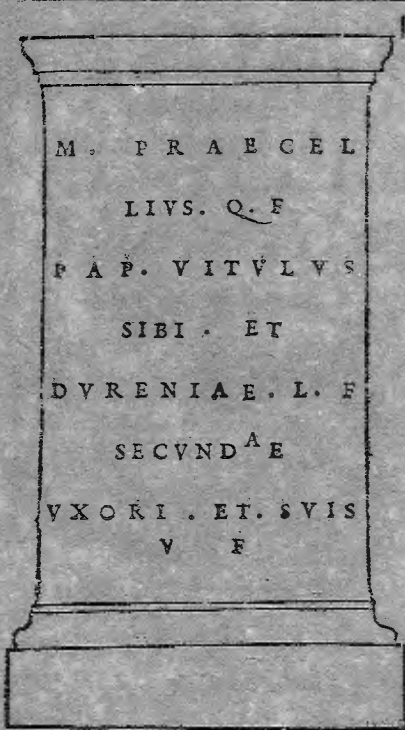 M. PRAECEL
LIVS. Q. F
PAP. VITVLVS
SIBI. ET
DVRENIAE. L. F
SECVNDAE
VXORI. ET. SVIS
V F